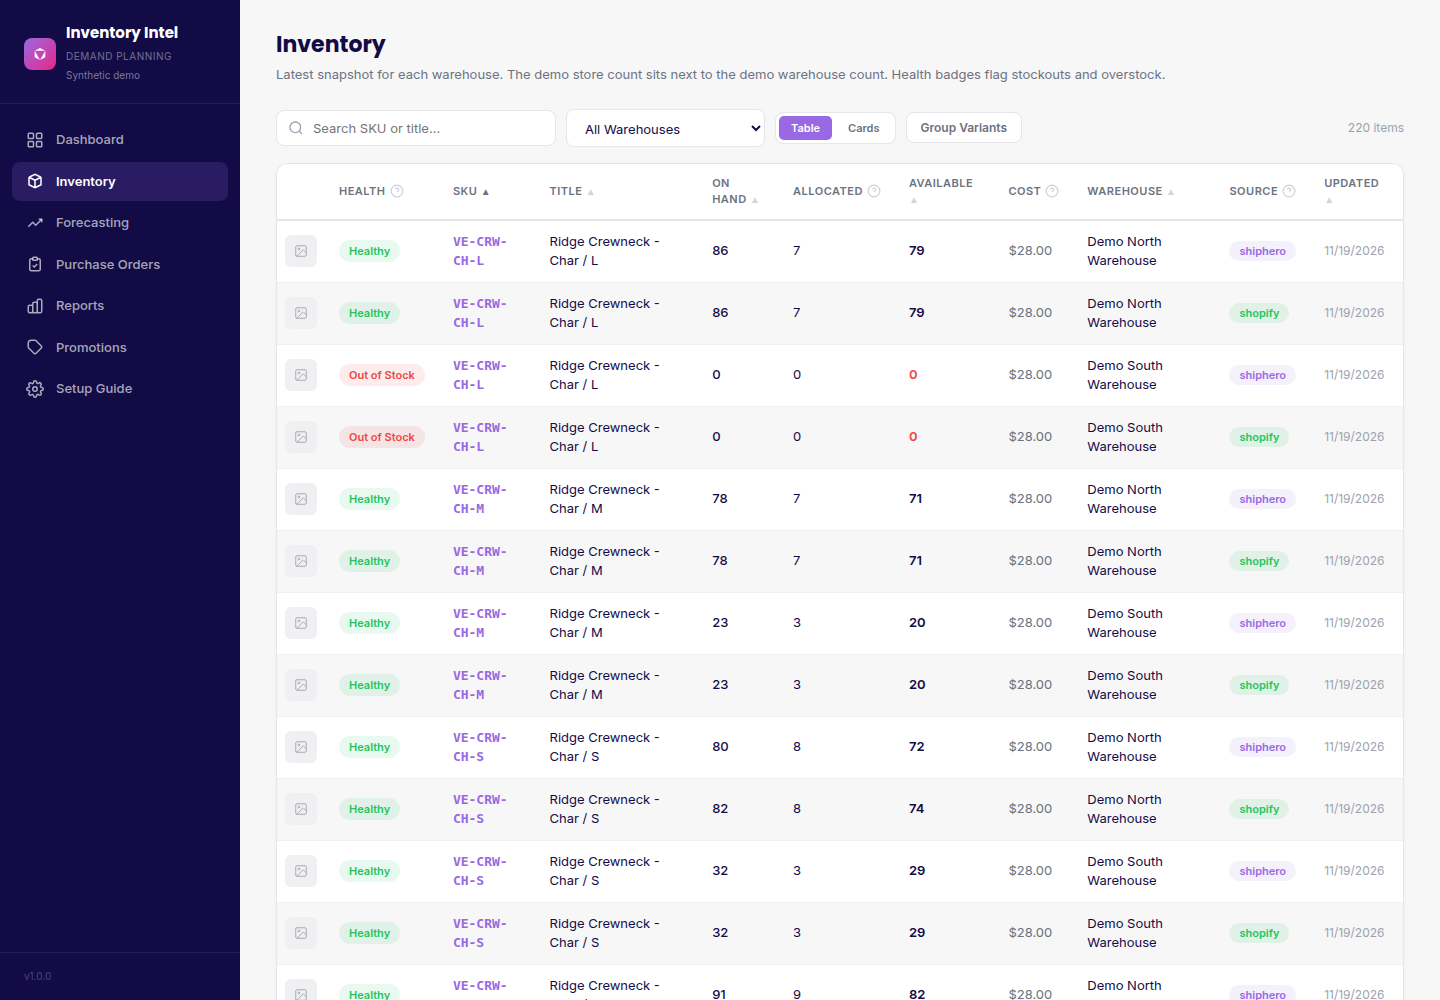 Inventory Intel
DEMAND PLANNING
Synthetic demo
Dashboard
Inventory
Forecasting
Purchase Orders
Reports
Promotions
Setup Guide
v1.0.0
Inventory
Latest snapshot for each warehouse. The demo store count sits next to the demo warehouse count. Health badges flag stockouts and overstock.
Search SKU or title...
All Warehouses
Table
Cards
Group Variants
220 items
HEALTH ? SKU ▲ TITLE ▲ ON HAND ▲ ALLOCATED ? AVAILABLE ▲ COST ? WAREHOUSE ▲ SOURCE ? UPDATED ▲
Healthy VE-CRW-CH-L Ridge Crewneck - Char / L 86 7 79 $28.00 Demo North Warehouse shiphero 11/19/2026
Healthy VE-CRW-CH-L Ridge Crewneck - Char / L 86 7 79 $28.00 Demo North Warehouse shopify 11/19/2026
Out of Stock VE-CRW-CH-L Ridge Crewneck - Char / L 0 0 0 $28.00 Demo South Warehouse shiphero 11/19/2026
Out of Stock VE-CRW-CH-L Ridge Crewneck - Char / L 0 0 0 $28.00 Demo South Warehouse shopify 11/19/2026
Healthy VE-CRW-CH-M Ridge Crewneck - Char / M 78 7 71 $28.00 Demo North Warehouse shiphero 11/19/2026
Healthy VE-CRW-CH-M Ridge Crewneck - Char / M 78 7 71 $28.00 Demo North Warehouse shopify 11/19/2026
Healthy VE-CRW-CH-M Ridge Crewneck - Char / M 23 3 20 $28.00 Demo South Warehouse shiphero 11/19/2026
Healthy VE-CRW-CH-M Ridge Crewneck - Char / M 23 3 20 $28.00 Demo South Warehouse shopify 11/19/2026
Healthy VE-CRW-CH-S Ridge Crewneck - Char / S 80 8 72 $28.00 Demo North Warehouse shiphero 11/19/2026
Healthy VE-CRW-CH-S Ridge Crewneck - Char / S 82 8 74 $28.00 Demo North Warehouse shopify 11/19/2026
Healthy VE-CRW-CH-S Ridge Crewneck - Char / S 32 3 29 $28.00 Demo South Warehouse shiphero 11/19/2026
Healthy VE-CRW-CH-S Ridge Crewneck - Char / S 32 3 29 $28.00 Demo South Warehouse shopify 11/19/2026
Healthy VE-CRW- Ridge Crewneck - 91 9 82 $28.00 Demo North Warehouse shiphero 11/19/2026